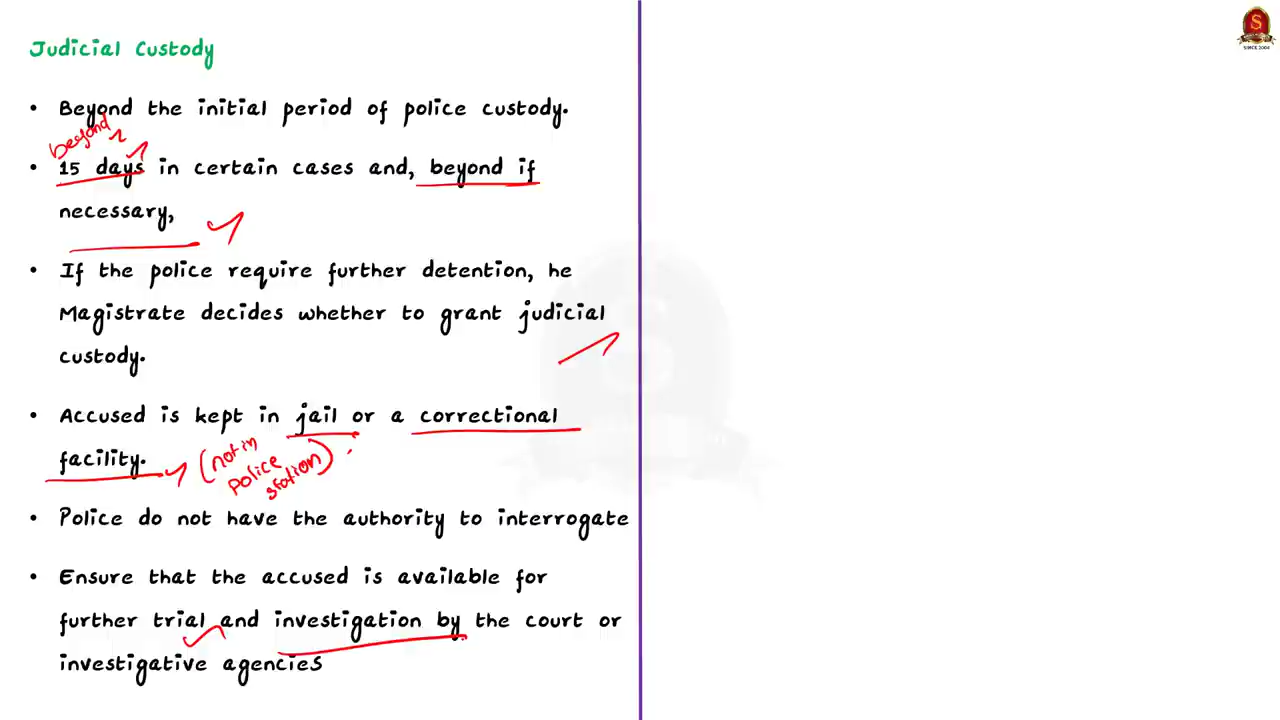 Judicial Custody
• Beyond the initial period of police custody.
beyond
• 15 days in certain cases and, beyond if
necessary,
• If the police require further detention, he
Magistrate decides whether to grant judicial
custody.
• Accused is kept in jail or a correctional
facility.
(not in
police
station)
• Police do not have the authority to interrogate
• Ensure that the accused is available for
further trial and investigation by the court or
investigative agencies
S
SINCE 2004